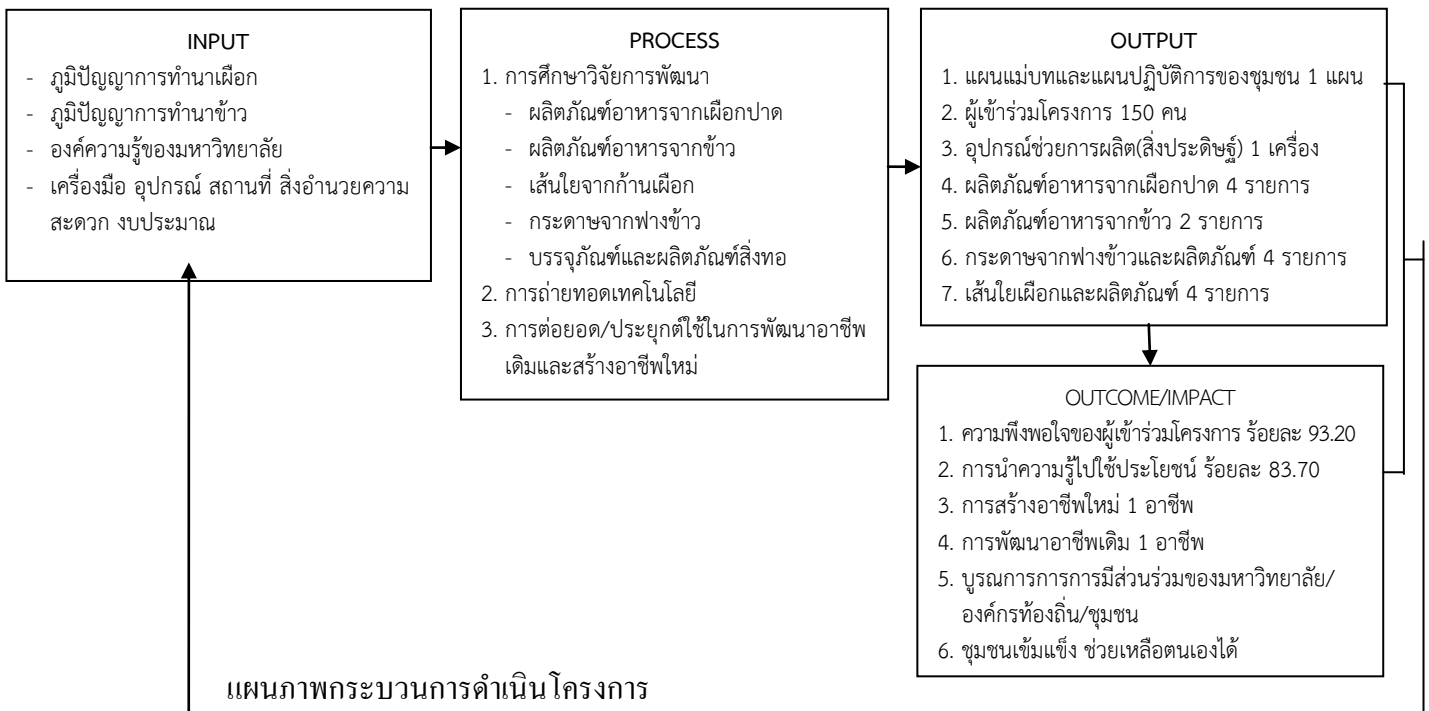 INPUT
- ภูมิปัญญาการทำนาเผือก
- ภูมิปัญญาการทำนาข้าว
- องค์ความรู้ของมหาวิทยาลัย
- เครื่องมือ อุปกรณ์ สถานที่ สิ่งอำนวยความ
สะดวก งบประมาณ
PROCESS
1. การศึกษาวิจัยการพัฒนา
- ผลิตภัณฑ์อาหารจากเผือกปาด
- ผลิตภัณฑ์อาหารจากข้าว
- เส้นใยจากก้านเผือก
- กระดาษจากฟางข้าว
- บรรจุภัณฑ์และผลิตภัณฑ์สิ่งทอ
2. การถ่ายทอดเทคโนโลยี
3. การต่อยอด/ประยุกต์ใช้ในการพัฒนาอาชีพ
เดิมและสร้างอาชีพใหม่
OUTPUT
1. แผนแม่บทและแผนปฏิบัติการของชุมชน 1 แผน
2. ผู้เข้าร่วมโครงการ 150 คน
3. อุปกรณ์ช่วยการผลิต(สิ่งประดิษฐ์) 1 เครื่อง
4. ผลิตภัณฑ์อาหารจากเผือกปาด 4 รายการ
5. ผลิตภัณฑ์อาหารจากข้าว 2 รายการ
6. กระดาษจากฟางข้าวและผลิตภัณฑ์ 4 รายการ
7. เส้นใยเผือกและผลิตภัณฑ์ 4 รายการ
OUTCOME/IMPACT
1. ความพึงพอใจของผู้เข้าร่วมโครงการ ร้อยละ 93.20
2. การนำความรู้ไปใช้ประโยชน์ ร้อยละ 83.70
3. การสร้างอาชีพใหม่ 1 อาชีพ
4. การพัฒนาอาชีพเดิม 1 อาชีพ
5. บูรณการการการมีส่วนร่วมของมหาวิทยาลัย/
องค์กรท้องถิ่น/ชุมชน
6. ชุมชนเข้มแข็ง ช่วยเหลือตนเองได้
แผนภาพกระบวนการดำเนินโครงการ